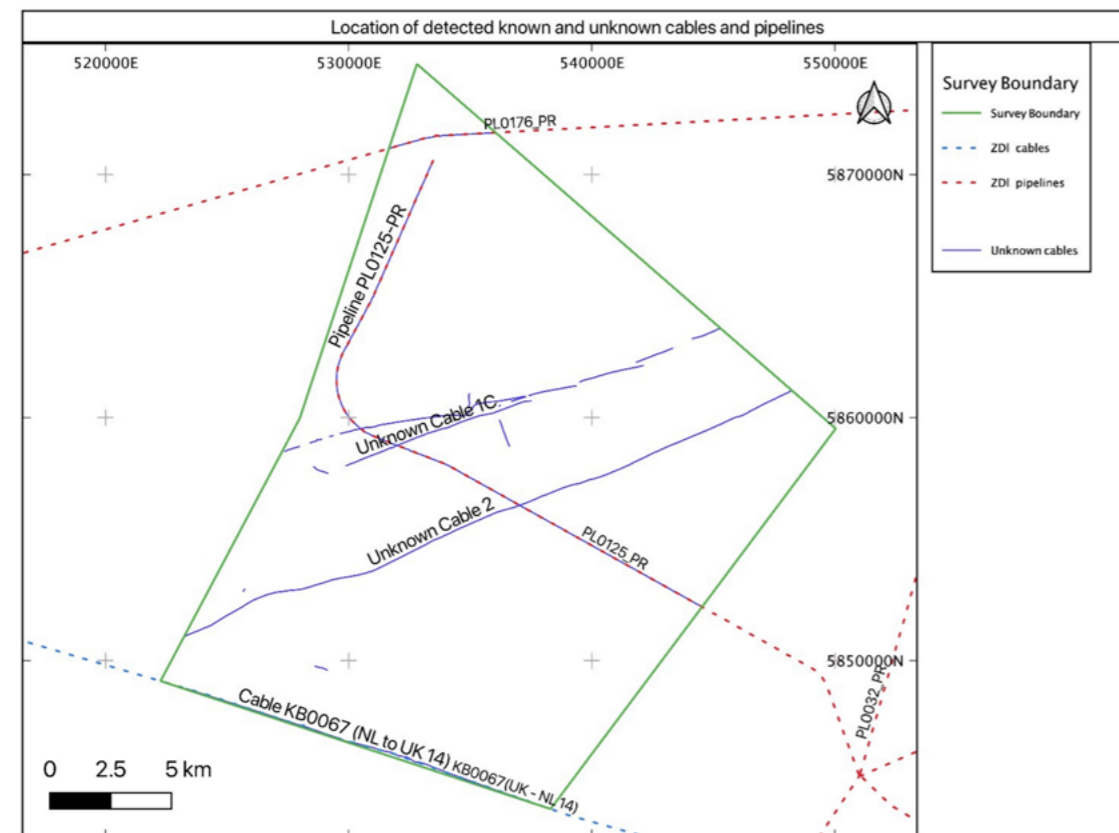 Location of detected known and unknown cables and pipelines
520000E
530000E
540000E
550000E
PL0176_PR
5870000N
Pipeline PL0125-PR
Unknown Cable 1C.
5860000N
Unknown Cable 2
PL0125_PR
5850000N
PL0032_PR
Cable KB0067 (NL to UK 14)
KB0067(UK - NL 14)
0 2.5 5 km
Survey Boundary
Survey Boundary
ZDI cables
ZDI pipelines
Unknown cables